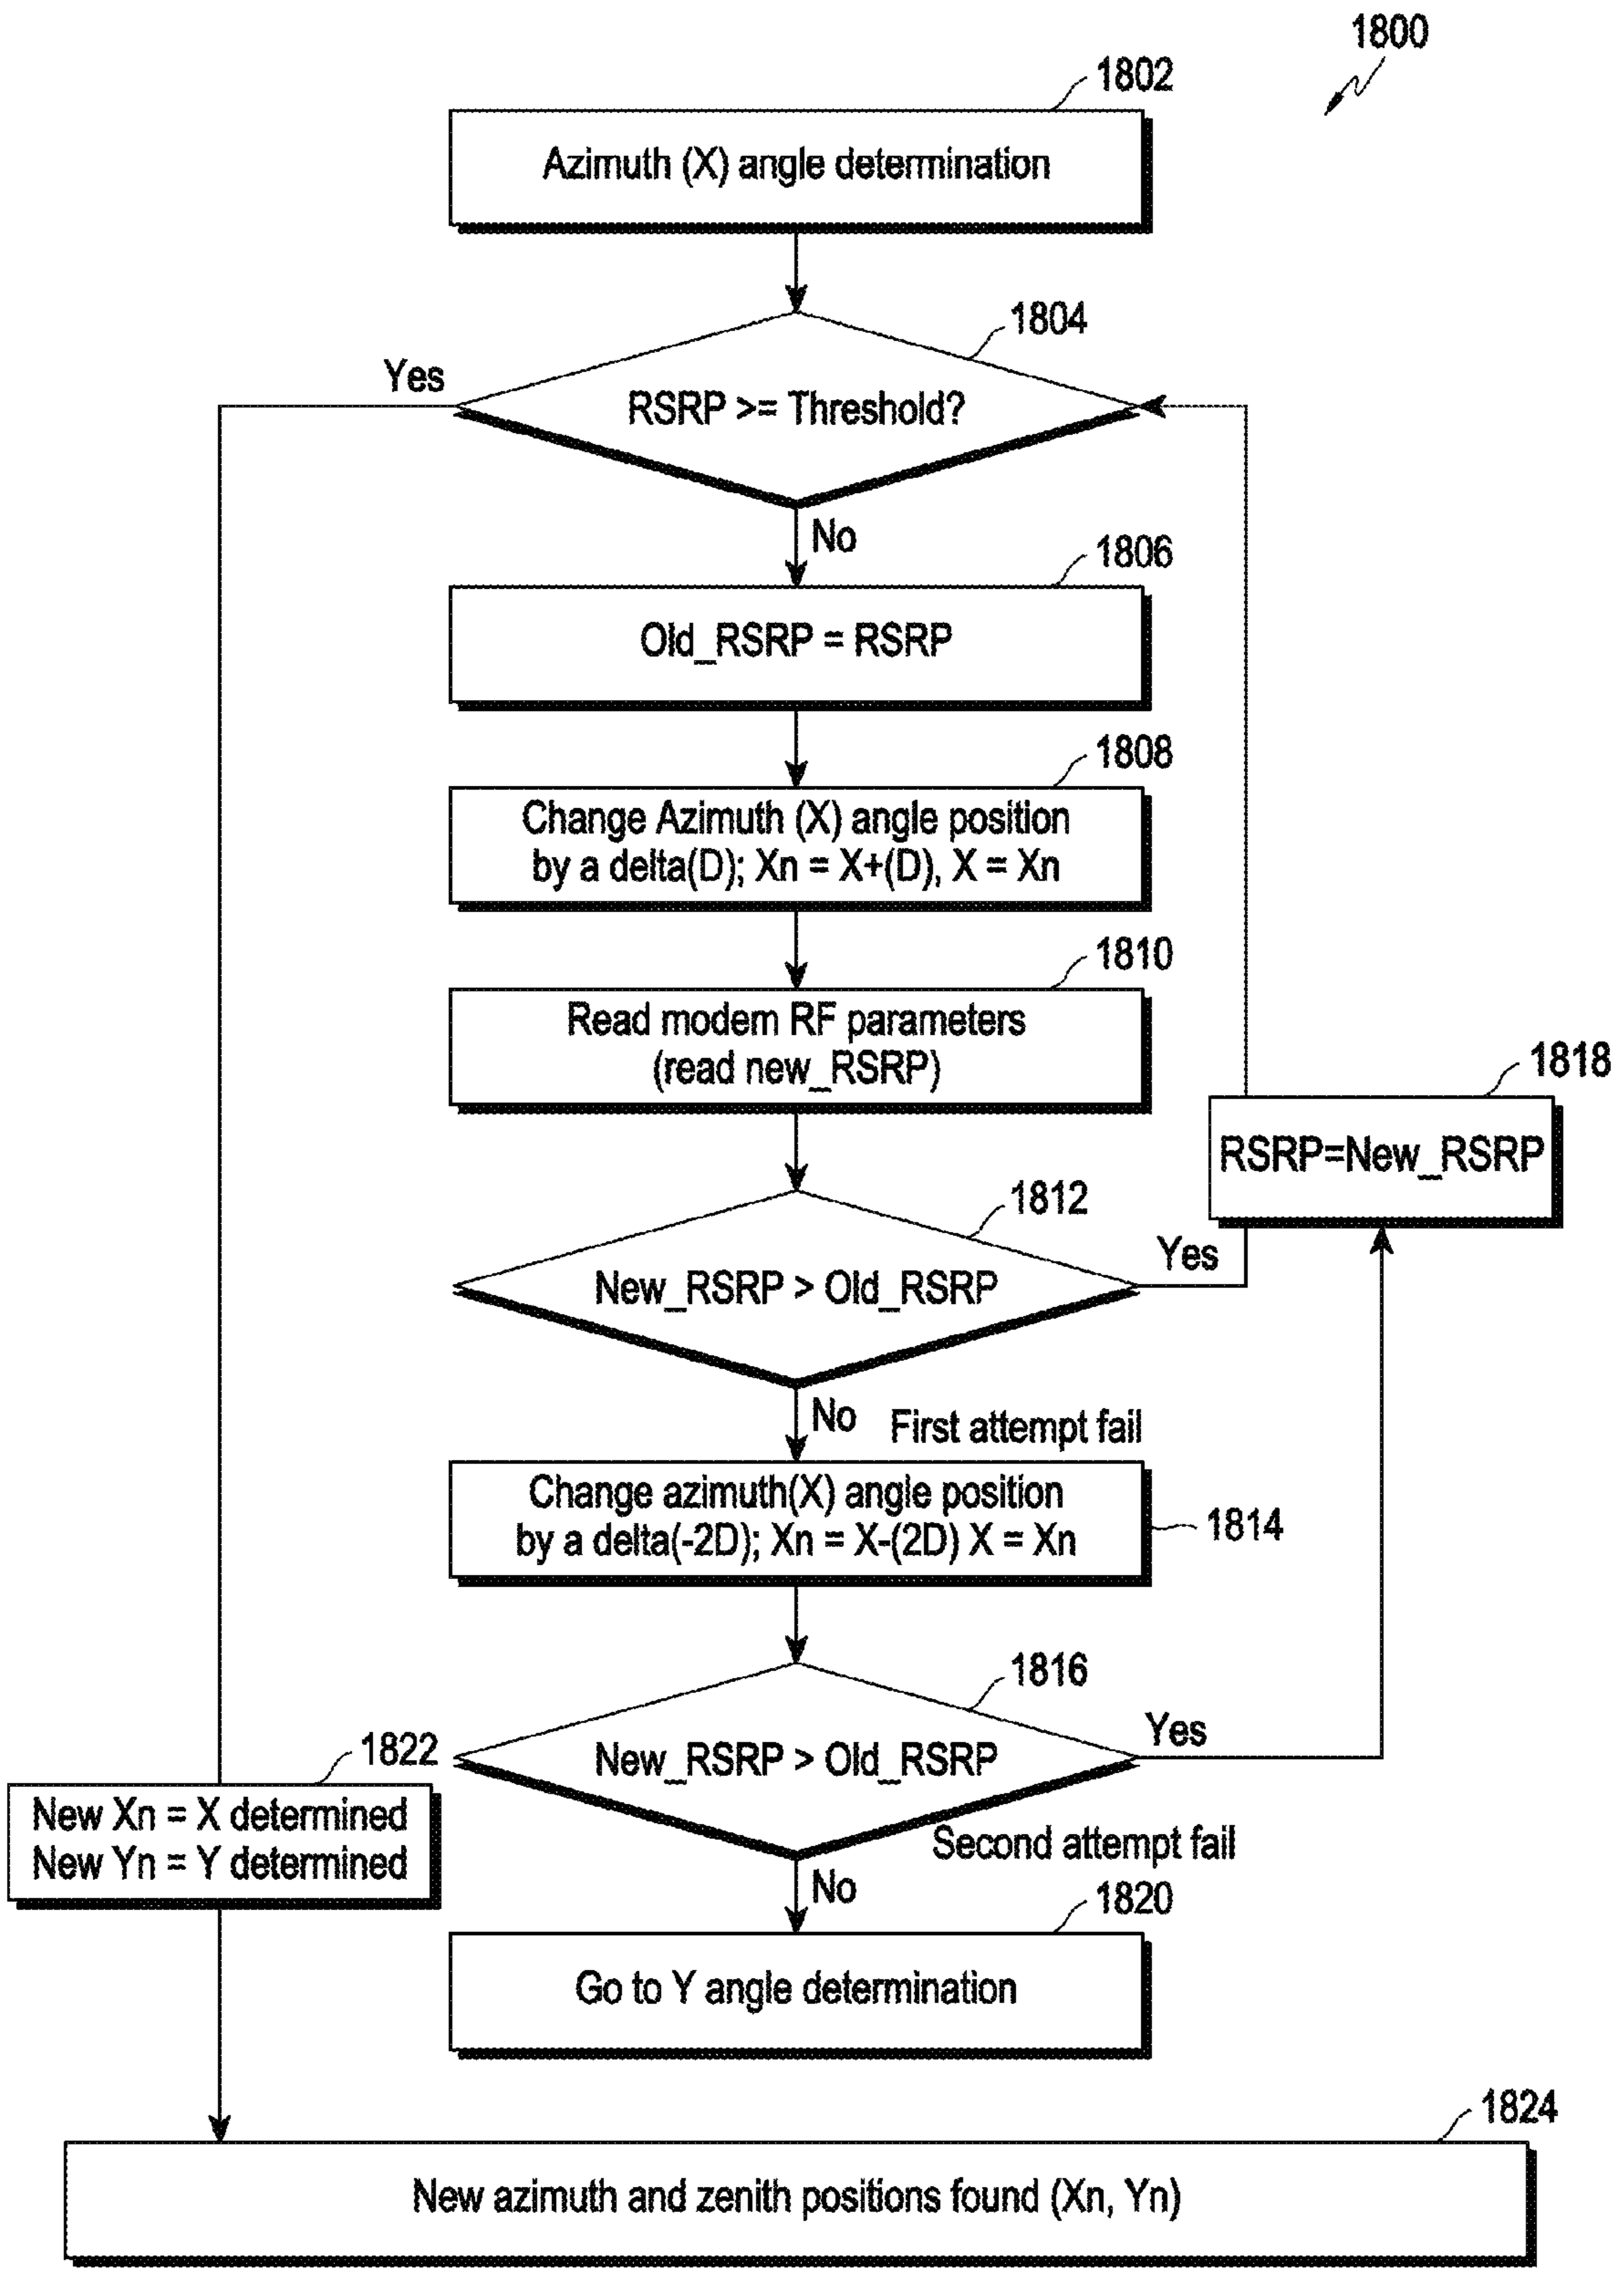 1800
1802
Azimuth (X) angle determination
1804
Yes
RSRP >= Threshold?
No
1806
Old_RSRP = RSRP
1808
Change Azimuth (X) angle position
by a delta(D); Xn = X+(D), X = Xn
1810
Read modem RF parameters
(read new_RSRP)
1818
RSRP=New_RSRP
1812
Yes
New_RSRP > Old_RSRP
No
First attempt fail
Change azimuth(X) angle position
by a delta(-2D); Xn = X-(2D) X = Xn
1814
1816
Yes
New_RSRP > Old_RSRP
1822
New Xn = X determined
New Yn = Y determined
Second attempt fail
No
1820
Go to Y angle determination
1824
New azimuth and zenith positions found (Xn, Yn)